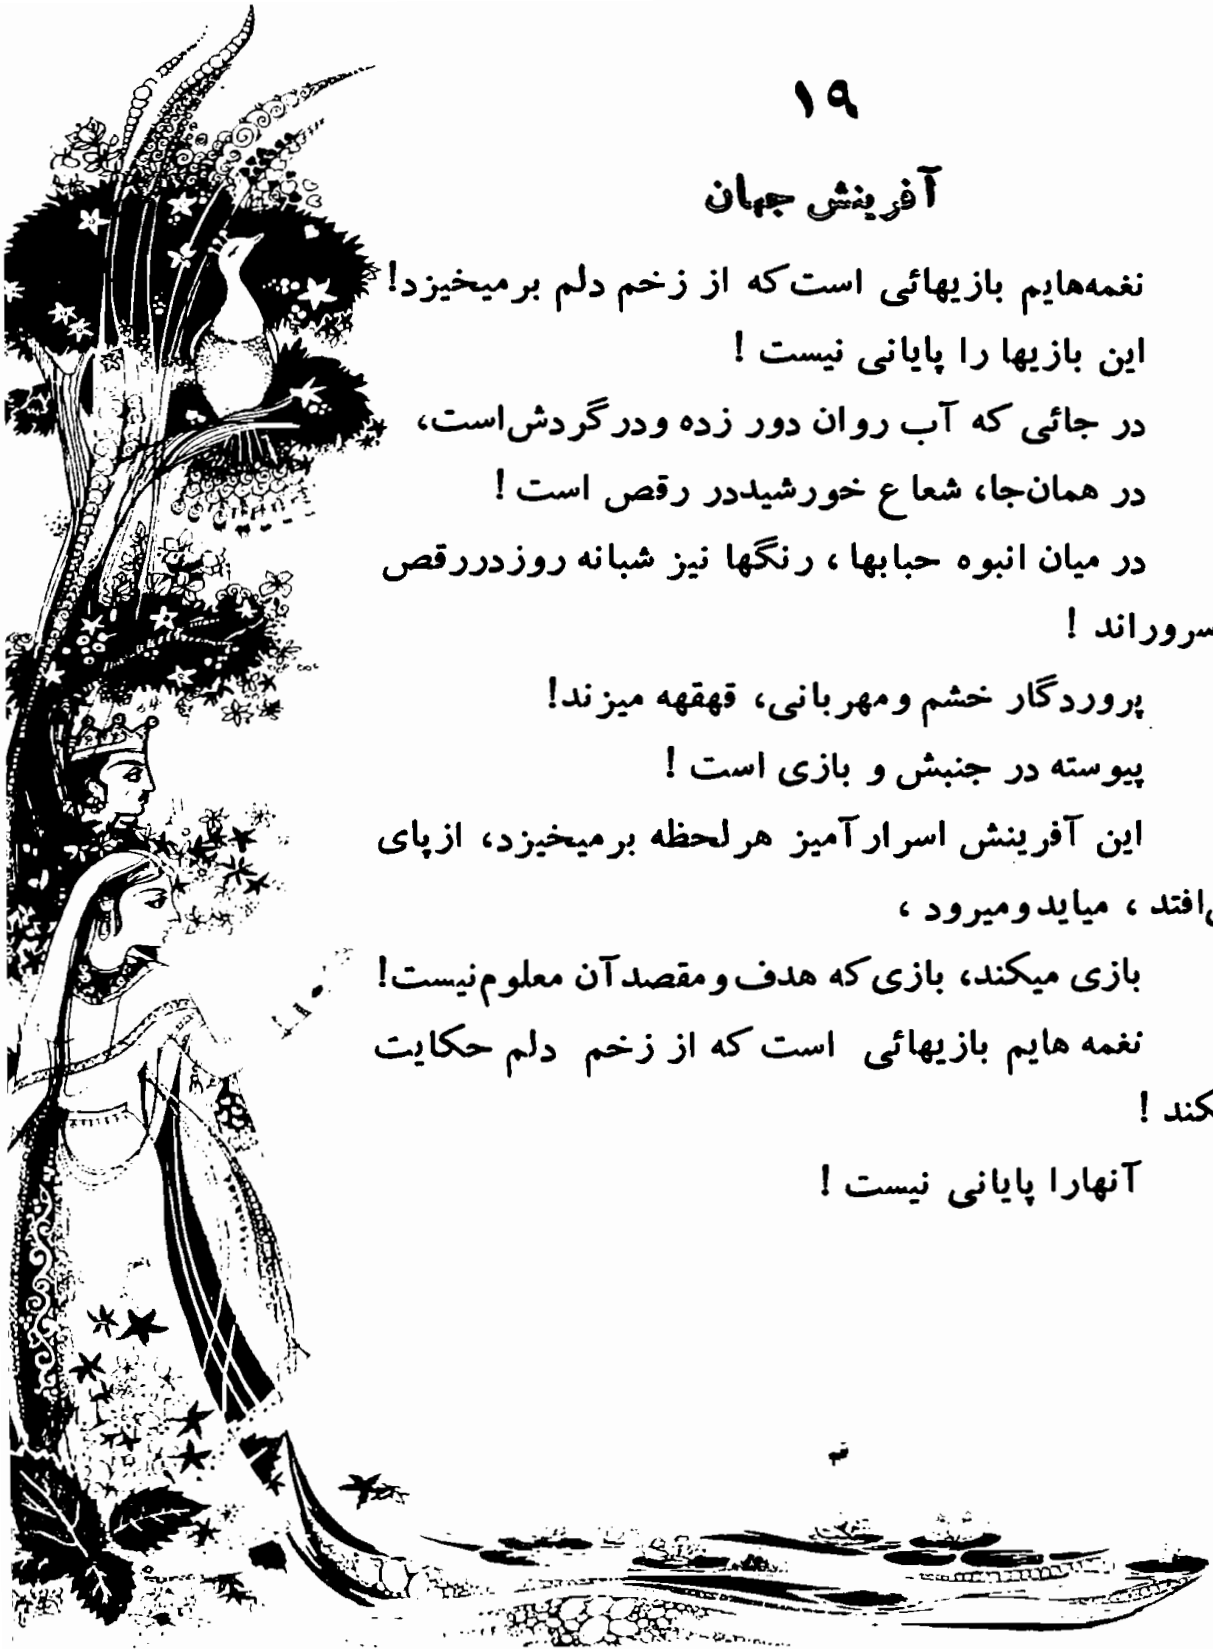 ۱۹
آفرینش جهان
نغمه‌هایم بازیهائی است که از زخم دلم برمیخیزد!
این بازیها را پایانی نیست !
در جائی که آب روان دور زده ودرگردش‌است،
در همان‌جا، شعاع خورشیددر رقص است !
در میان انبوه حبابها ، رنگها نیز شبانه روزدررقص
سروراند !
پروردگار خشم ومهربانی، قهقهه میزند!
پیوسته در جنبش و بازی است !
این آفرینش اسرارآمیز هرلحظه برمیخیزد، ازپای
افتد ، میایدومیرود ،
بازی میکند، بازی‌که هدف‌ومقصدآن معلوم‌نیست!
نغمه هایم بازیهائی است که از زخم دلم حکایت
کند !
آنهارا پایانی نیست !